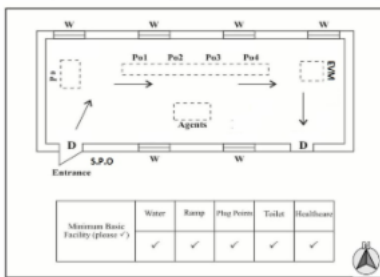 W W W W
Po1 Po2 Po3 Po4
Po
EVM
Agents
D D
S.P.O W W
Entrance
Water Ramp Plug Points Toilet Healthcare
Minimum Basic
Facility (please ✓) ✓ ✓ ✓ ✓ ✓
N